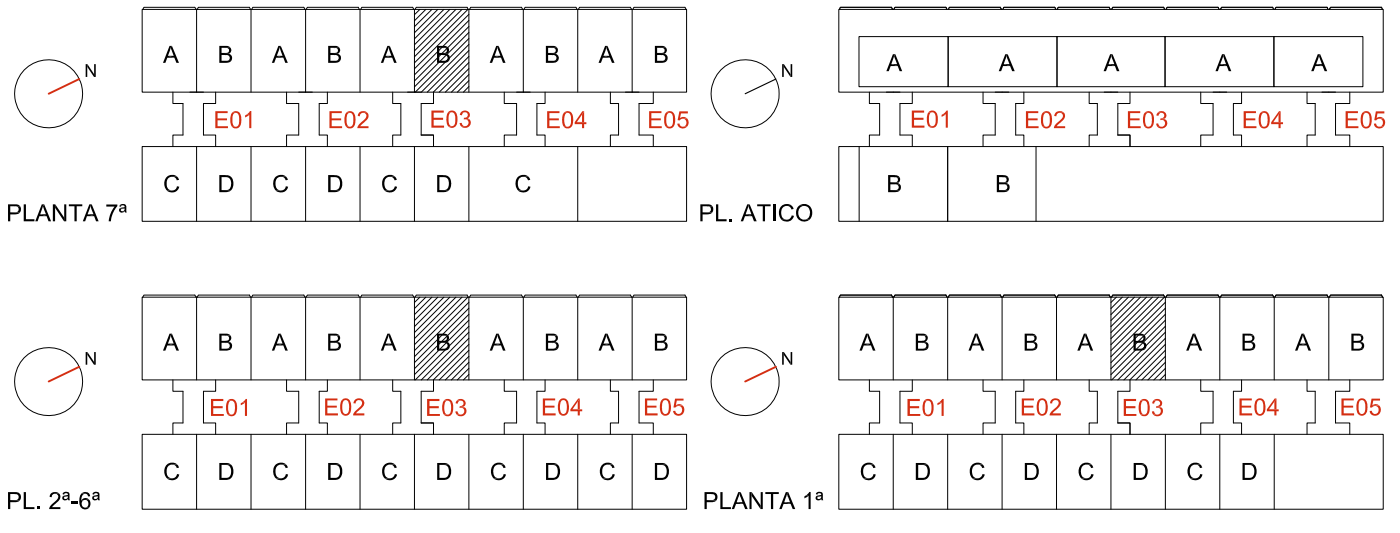 A B A B A B A B A B
N
E01 E02 E03 E04 E05
C D C D C D C
PLANTA 7ª
A A A A A
N
E01 E02 E03 E04 E05
B B
PL. ATICO
A B A B A B A B A B
N
E01 E02 E03 E04 E05
C D C D C D C D C D
PL. 2ª-6ª
A B A B A B A B A B
N
E01 E02 E03 E04 E05
C D C D C D C D
PLANTA 1ª